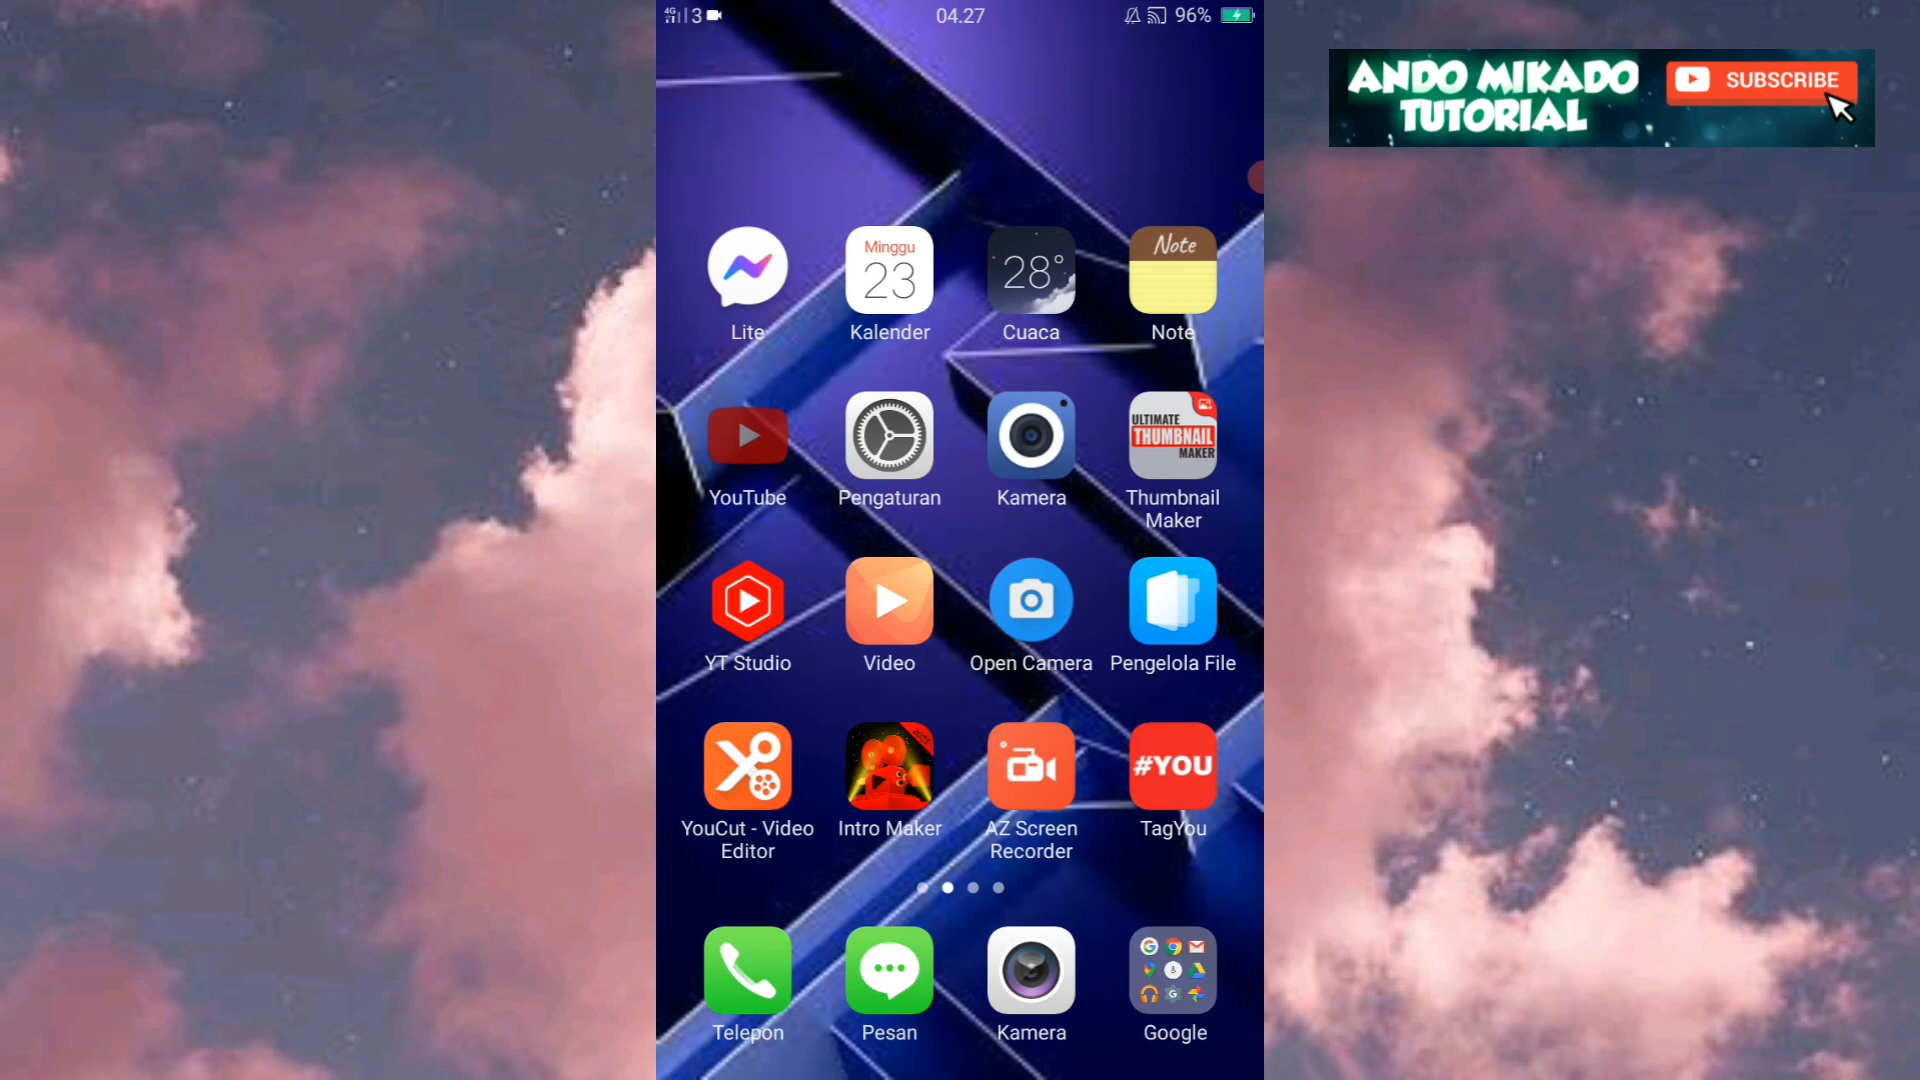 4G 3 04.27 96%
ANDO MIKADO
TUTORIAL
SUBSCRIBE
Minggu
23
28°
Note
Lite Kalender Cuaca Note
ULTIMATE
THUMBNAIL
MAKER
YouTube Pengaturan Kamera Thumbnail
Maker
YT Studio Video Open Camera Pengelola File
2021
#YOU
YouCut - Video
Editor
Intro Maker
AZ Screen
Recorder
TagYou
Telepon Pesan Kamera Google